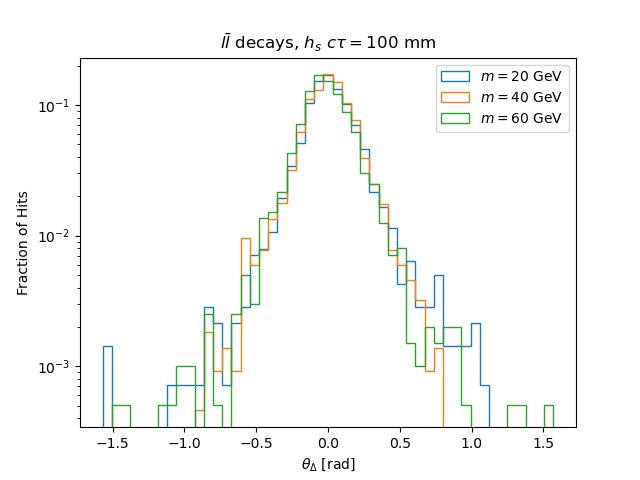 $l\bar{l}$ decays, $h_s$ $c\tau = 100$ mm
Fraction of Hits
$10^{-1}$
$10^{-2}$
$10^{-3}$
m = 20 GeV
m = 40 GeV
m = 60 GeV
−1.5 −1.0 −0.5 0.0 0.5 1.0 1.5
$\theta_\Delta$ [rad]